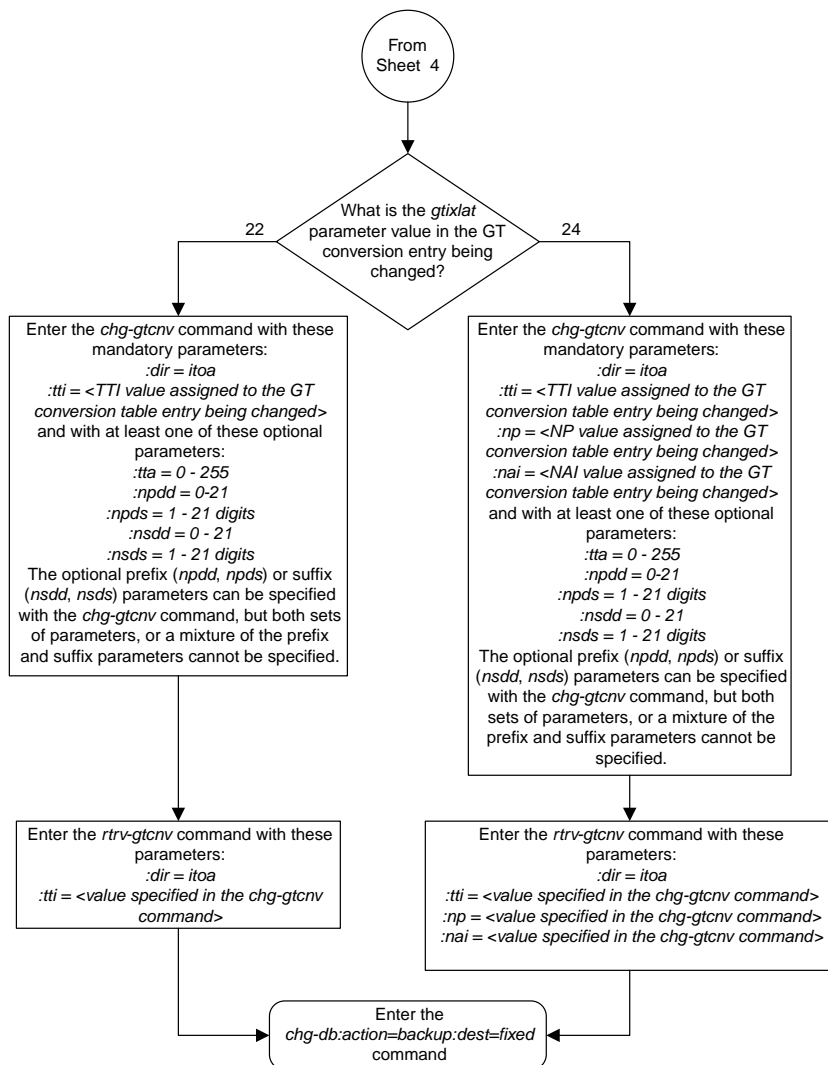 From
Sheet 4
What is the gtixlat
parameter value in the GT
conversion entry being
changed?
22
24
Enter the chg-gtcnv command with these
mandatory parameters:
:dir = itoa
:tti = <TTI value assigned to the GT
conversion table entry being changed>
and with at least one of these optional
parameters:
:tta = 0 - 255
:npdd = 0-21
:npds = 1 - 21 digits
:nsdd = 0 - 21
:nsds = 1 - 21 digits
The optional prefix (npdd, npds) or suffix
(nsdd, nsds) parameters can be specified
with the chg-gtcnv command, but both sets
of parameters, or a mixture of the prefix
and suffix parameters cannot be specified.
Enter the chg-gtcnv command with these
mandatory parameters:
:dir = itoa
:tti = <TTI value assigned to the GT
conversion table entry being changed>
:np = <NP value assigned to the GT
conversion table entry being changed>
:nai = <NAI value assigned to the GT
conversion table entry being changed>
and with at least one of these optional
parameters:
:tta = 0 - 255
:npdd = 0-21
:npds = 1 - 21 digits
:nsdd = 0 - 21
:nsds = 1 - 21 digits
The optional prefix (npdd, npds) or suffix
(nsdd, nsds) parameters can be specified
with the chg-gtcnv command, but both
sets of parameters, or a mixture of the
prefix and suffix parameters cannot be
specified.
Enter the rtrv-gtcnv command with these
parameters:
:dir = itoa
:tti = <value specified in the chg-gtcnv
command>
Enter the rtrv-gtcnv command with these
parameters:
:dir = itoa
:tti = <value specified in the chg-gtcnv command>
:np = <value specified in the chg-gtcnv command>
:nai = <value specified in the chg-gtcnv command>
Enter the
chg-db:action=backup:dest=fixed
command